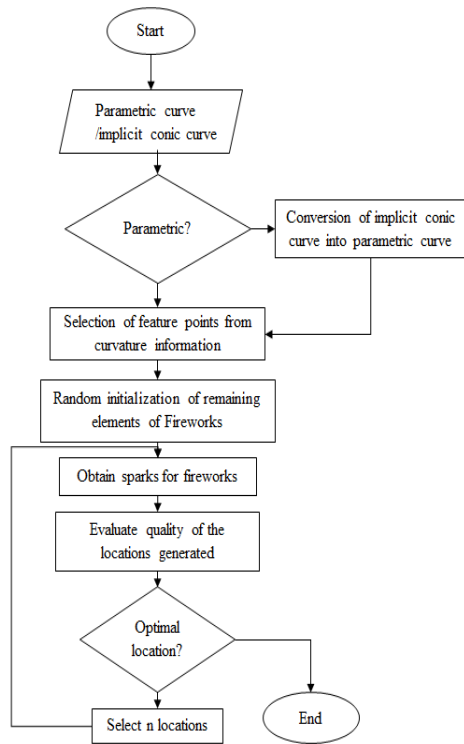 Start
Parametric curve
/implicit conic curve
Parametric?
Conversion of implicit conic
curve into parametric curve
Selection of feature points from
curvature information
Random initialization of remaining
elements of Fireworks
Obtain sparks for fireworks
Evaluate quality of the
locations generated
Optimal
location?
Select n locations
End